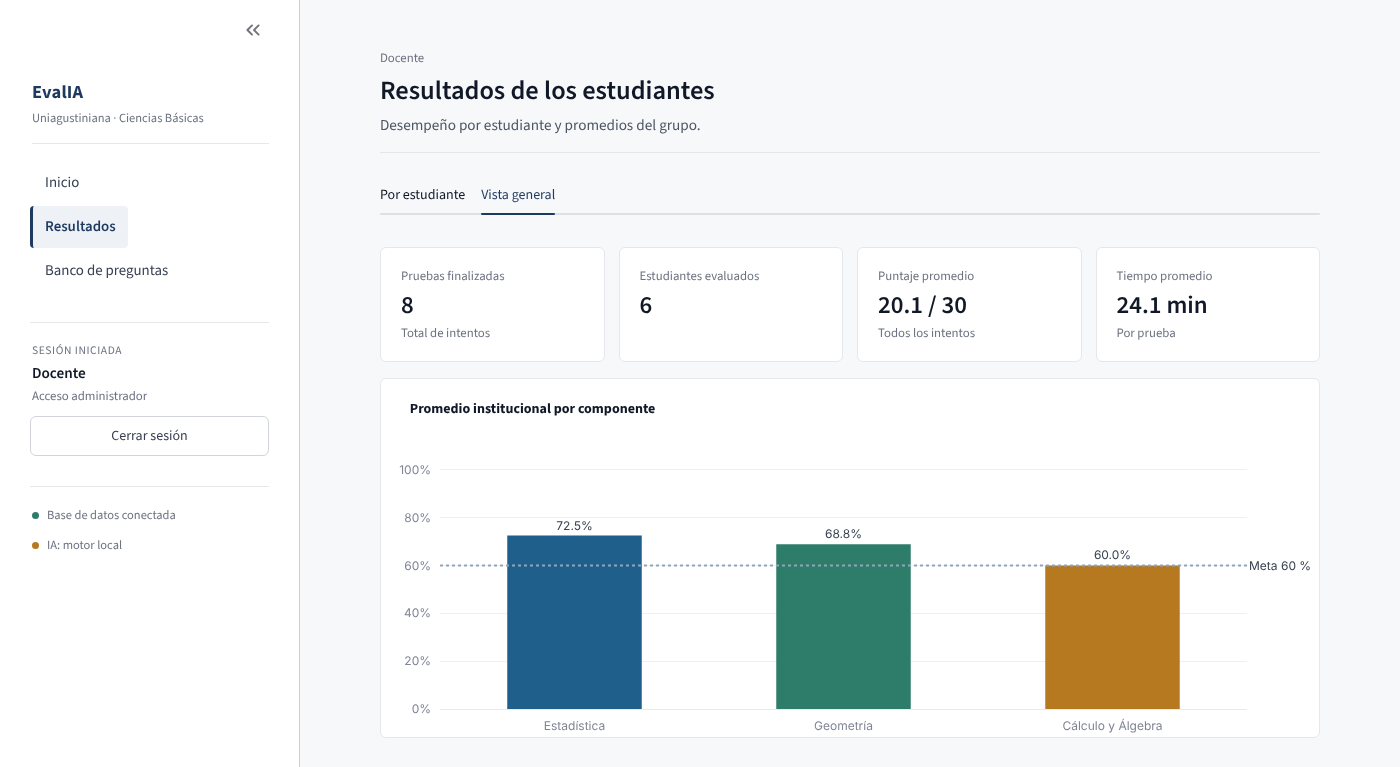 EvalIA
Uniagustiniana · Ciencias Básicas
Inicio
Resultados
Banco de preguntas
SESIÓN INICIADA
Docente
Acceso administrador
Cerrar sesión
Base de datos conectada
IA: motor local
Docente
Resultados de los estudiantes
Desempeño por estudiante y promedios del grupo.
Por estudiante
Vista general
Pruebas finalizadas
8
Total de intentos
Estudiantes evaluados
6
Puntaje promedio
20.1 / 30
Todos los intentos
Tiempo promedio
24.1 min
Por prueba
Promedio institucional por componente
100%
80%
60%
40%
20%
0%
72.5%
68.8%
60.0%
Meta 60 %
Estadística
Geometría
Cálculo y Álgebra